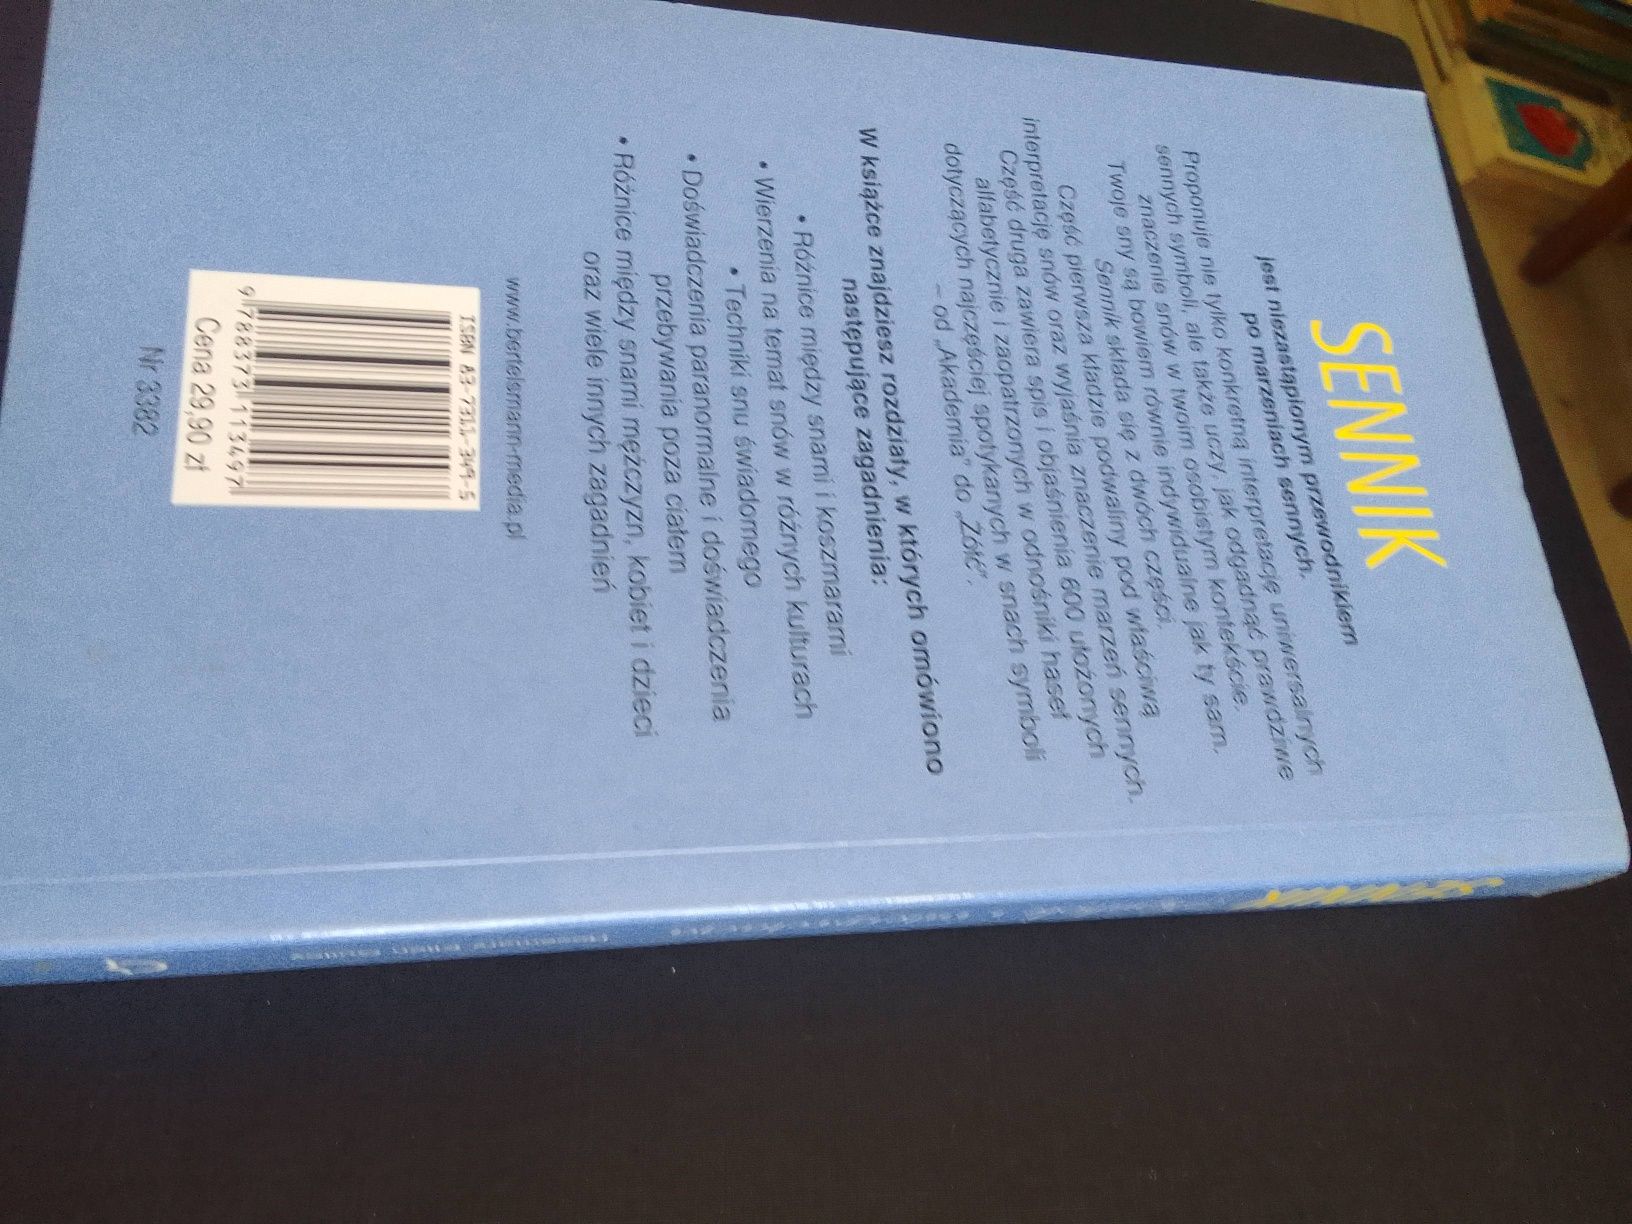 SENNIK
jest niezastąpionym przewodnikiem
po marzeniach sennych.
Proponuje nie tylko konkretną interpretację uniwersalnych
sennych symboli, ale także uczy, jak odgadnąć prawdziwe
znaczenie snów w twoim osobistym kontekście.
Twoje sny są bowiem równie indywidualne jak ty sam.
Sennik składa się z dwóch części.
Część pierwsza kładzie podwaliny pod właściwą
interpretację snów oraz wyjaśnia znaczenie marzeń sennych.
Część druga zawiera spis i objaśnienia 600 ułożonych
alfabetycznie i zaopatrzonych w odnośniki haseł
dotyczących najczęściej spotykanych w snach symboli
– od „Akademia” do „Żółć”.
W książce znajdziesz rozdziały, w których omówiono
następujące zagadnienia:
• Różnice między snami i koszmarami
• Wierzenia na temat snów w różnych kulturach
• Techniki snu świadomego
• Doświadczenia paranormalne i doświadczenia
przebywania poza ciałem
• Różnice między snami mężczyzn, kobiet i dzieci
oraz wiele innych zagadnień
www.bertelsmann-media.pl
ISBN 83-7311-349-5
9 788373 113497
Cena 29,90 zł
Nr 3382